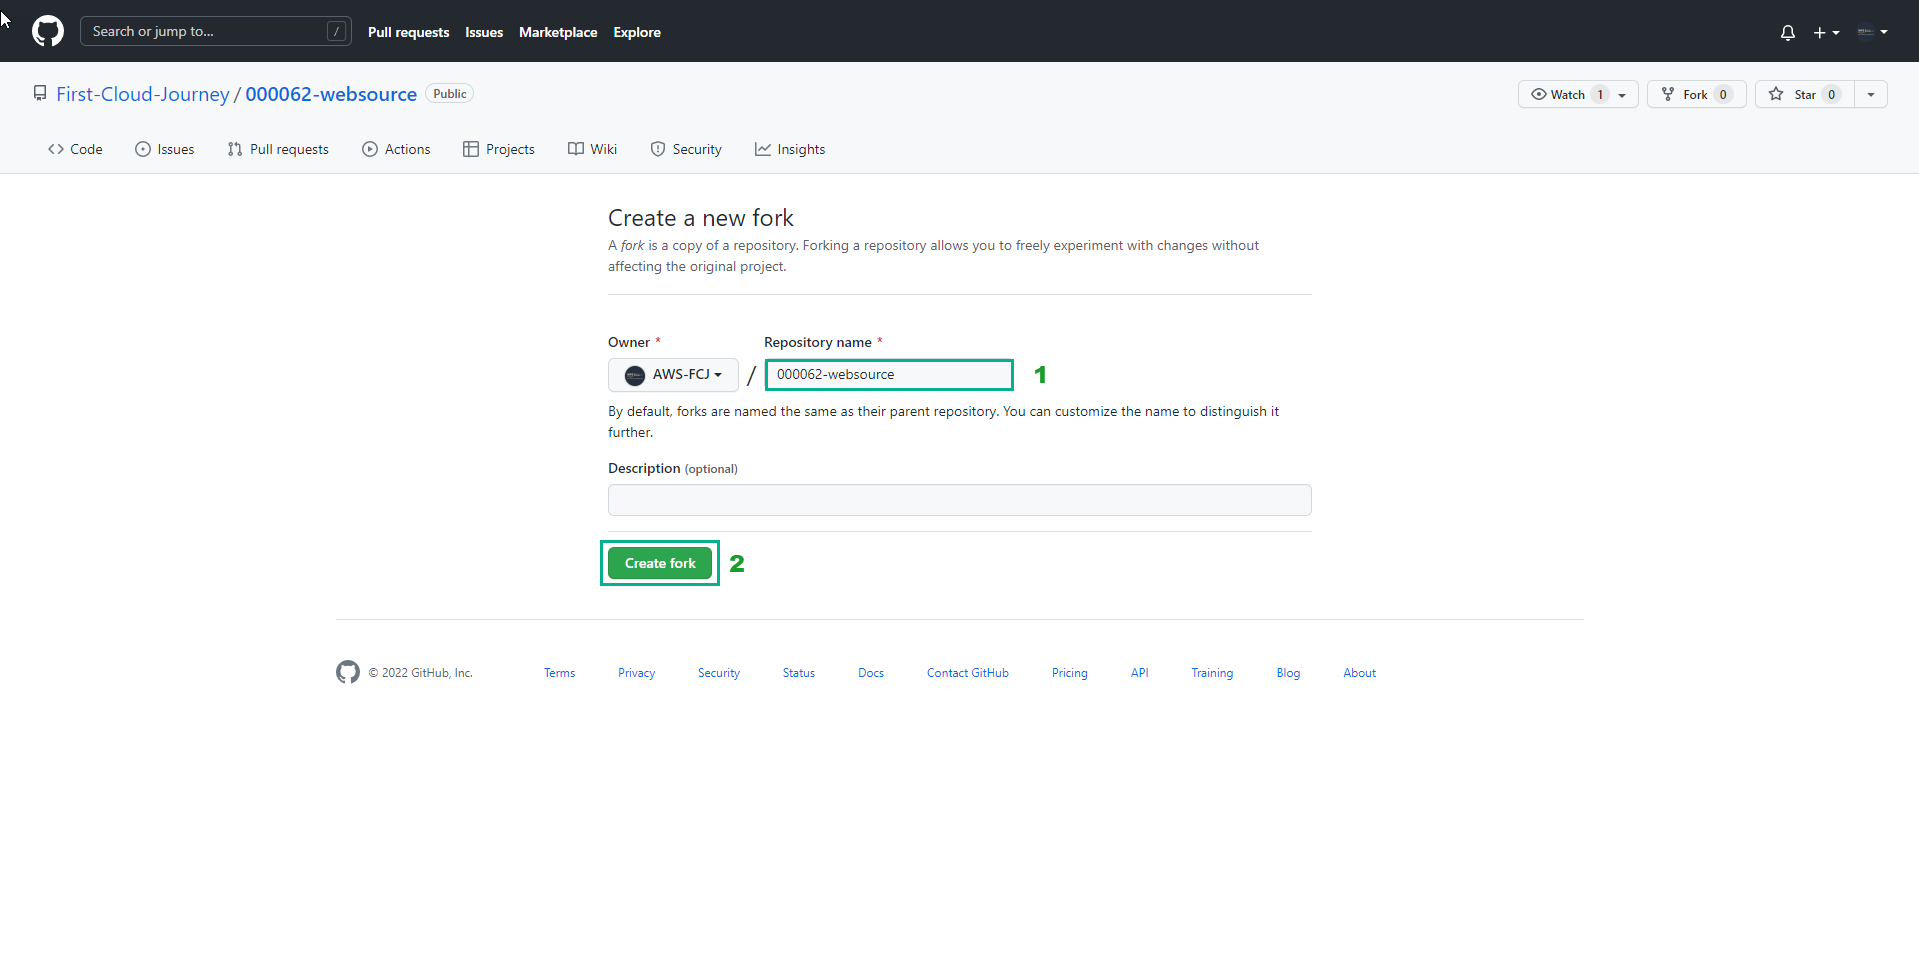 Search or jump to... /
Pull requests Issues Marketplace Explore
First-Cloud-Journey / 000062-websource Public
Watch 1 Fork 0 Star 0
Code Issues Pull requests Actions Projects Wiki Security Insights
Create a new fork
A fork is a copy of a repository. Forking a repository allows you to freely experiment with changes without
affecting the original project.
Owner * Repository name *
AWS-FCJ / 000062-websource 1
By default, forks are named the same as their parent repository. You can customize the name to distinguish it
further.
Description (optional)
Create fork 2
© 2022 GitHub, Inc. Terms Privacy Security Status Docs Contact GitHub Pricing API Training Blog About